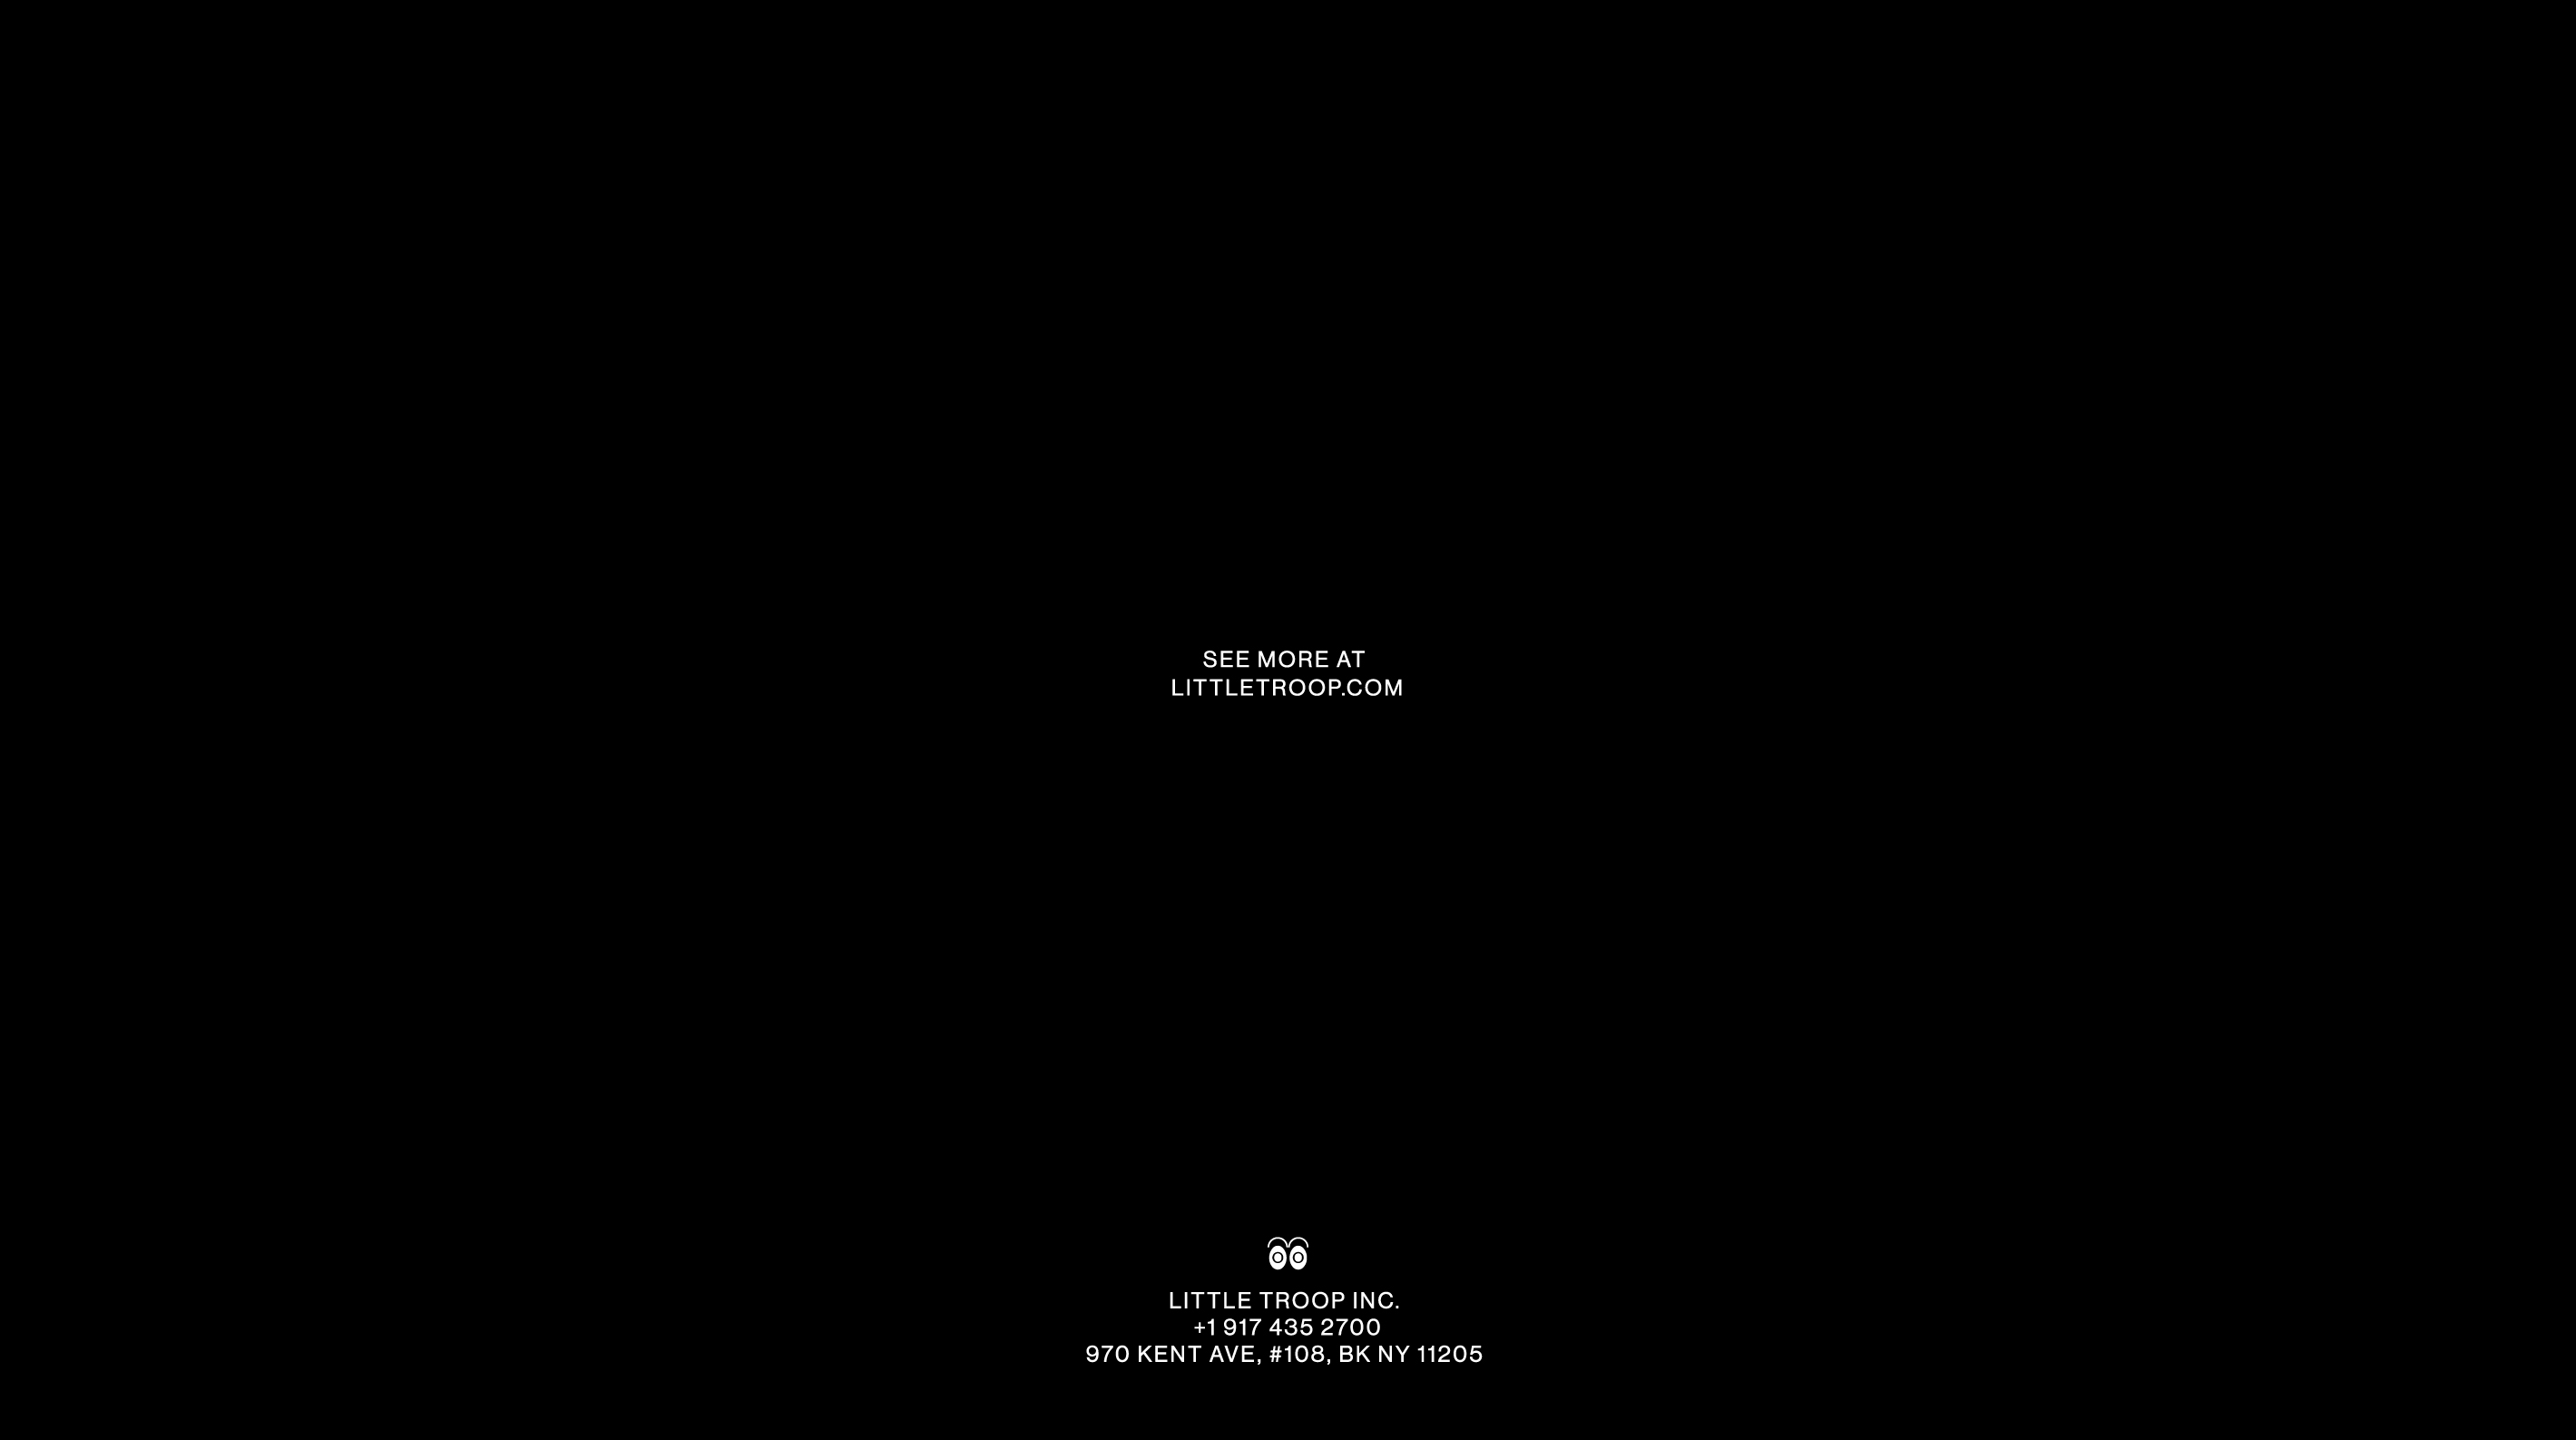 SEE MORE AT
LITTLETROOP.COM
LITTLE TROOP INC.
+1 917 435 2700
970 KENT AVE, #108, BK NY 11205